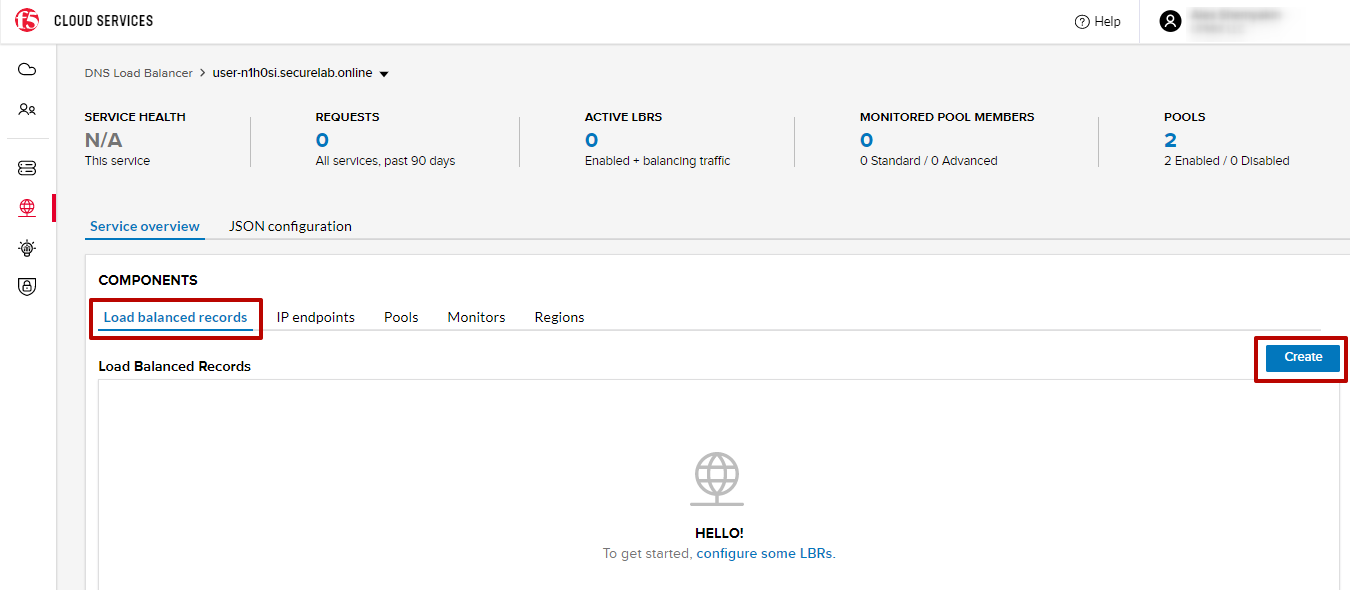 f5 CLOUD SERVICES
Help
DNS Load Balancer > user-n1h0si.securelab.online
SERVICE HEALTH
N/A
This service
REQUESTS
0
All services, past 90 days
ACTIVE LBRS
0
Enabled + balancing traffic
MONITORED POOL MEMBERS
0
0 Standard / 0 Advanced
POOLS
2
2 Enabled / 0 Disabled
Service overview JSON configuration
COMPONENTS
Load balanced records IP endpoints Pools Monitors Regions
Load Balanced Records
Create
HELLO!
To get started, configure some LBRs.